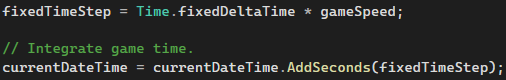 fixedTimeStep = Time.fixedDeltaTime * gameSpeed;
// Integrate game time.
currentDateTime = currentDateTime.AddSeconds(fixedTimeStep);